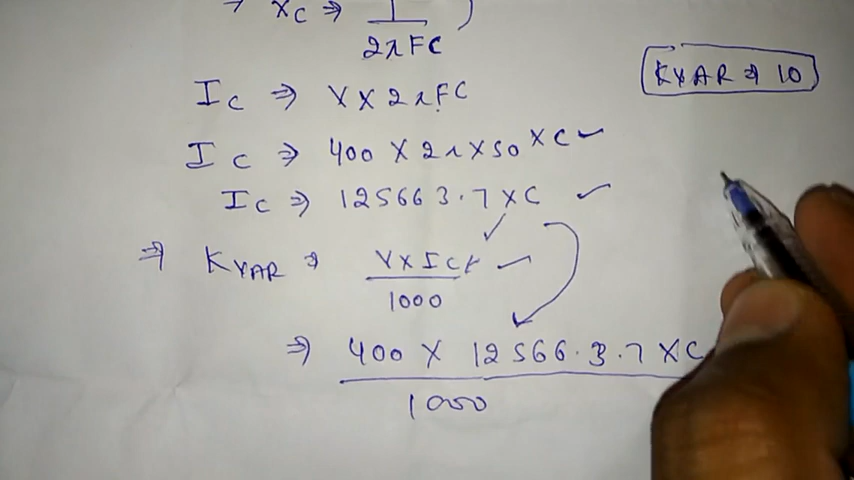 ⇒ Xc ⇒ 1 )
2πFC
KVAR ⇒ 10
Ic ⇒ V × 2πFC
Ic ⇒ 400 × 2π × 50 × C
Ic ⇒ 125663.7 × C
⇒ KVAR ⇒ V × Ic
1000
⇒ 400 × 12566.3.7 × C
1000